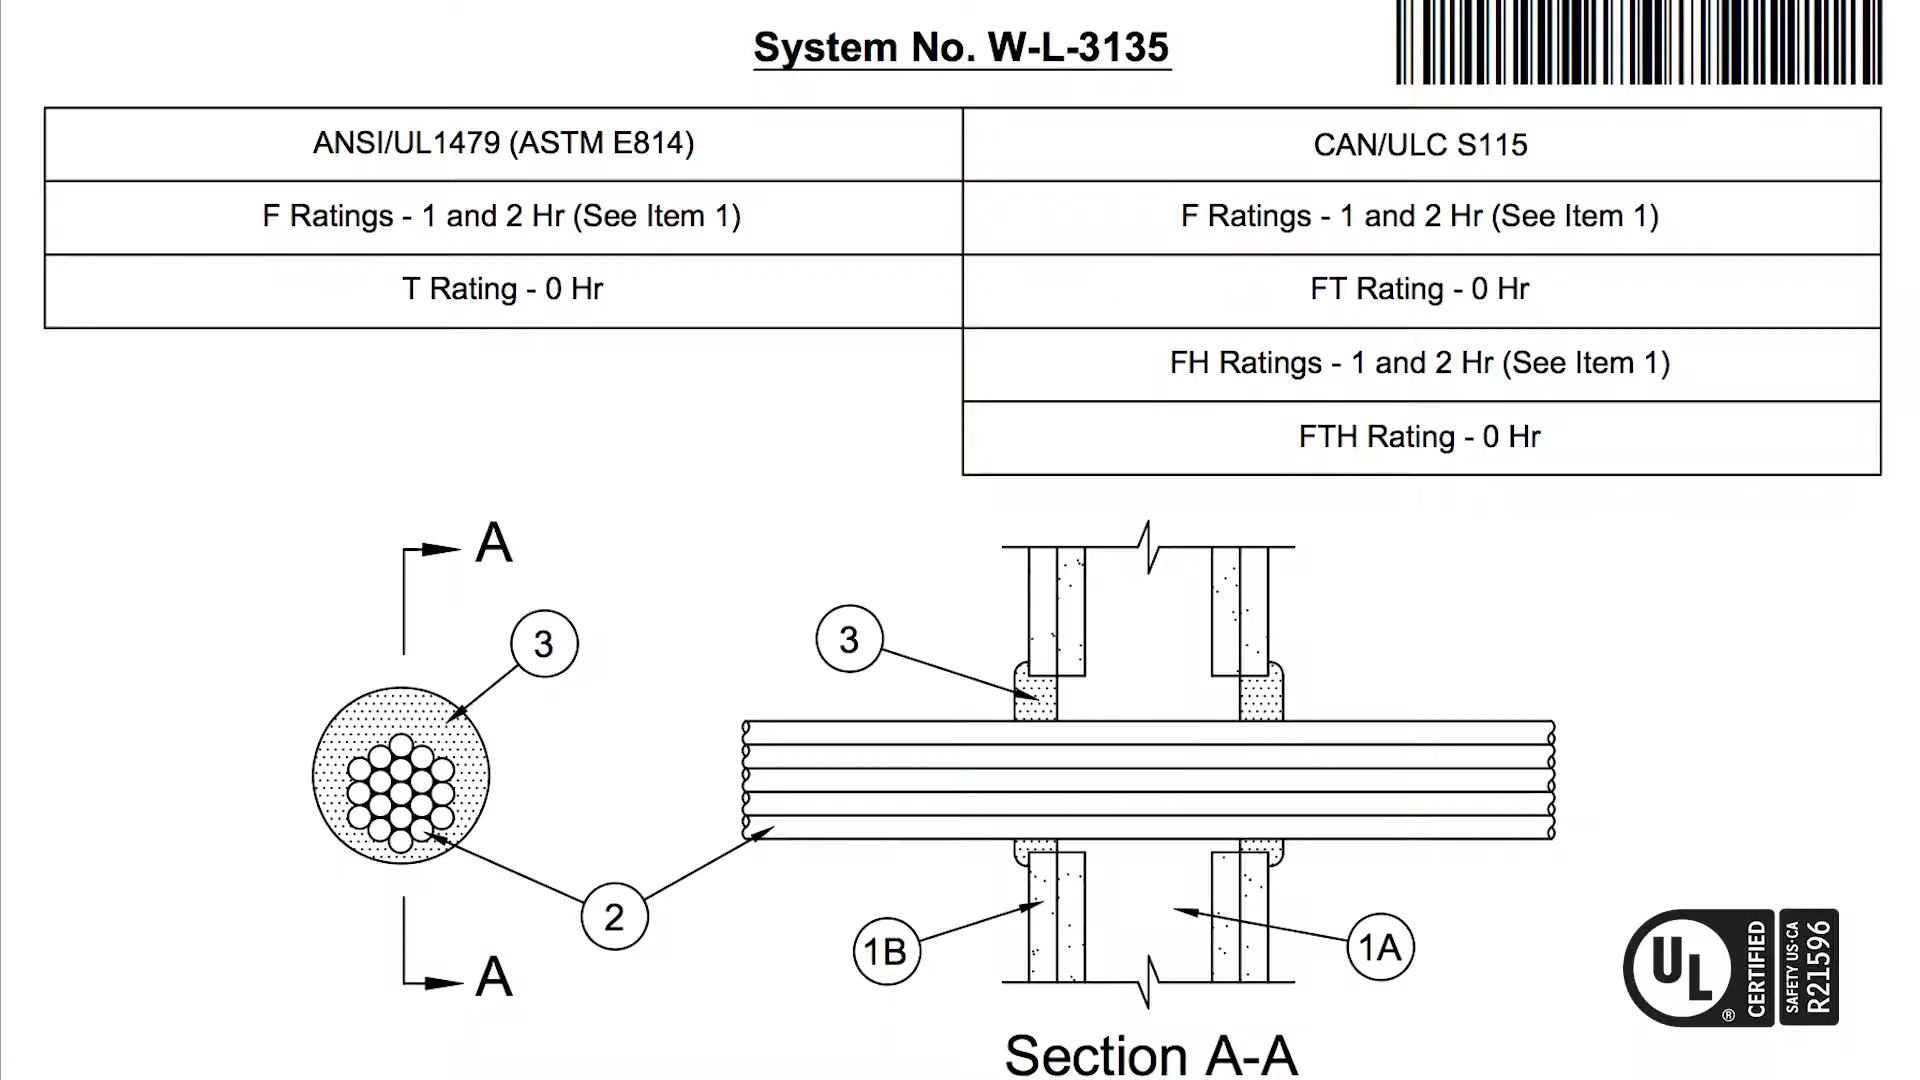 System No. W-L-3135
ANSI/UL1479 (ASTM E814)
CAN/ULC S115
F Ratings - 1 and 2 Hr (See Item 1)
F Ratings - 1 and 2 Hr (See Item 1)
T Rating - 0 Hr
FT Rating - 0 Hr
FH Ratings - 1 and 2 Hr (See Item 1)
FTH Rating - 0 Hr
A
3
3
2
1B
1A
A
Section A-A
UL ®
CERTIFIED
SAFETY US-CA
R21596